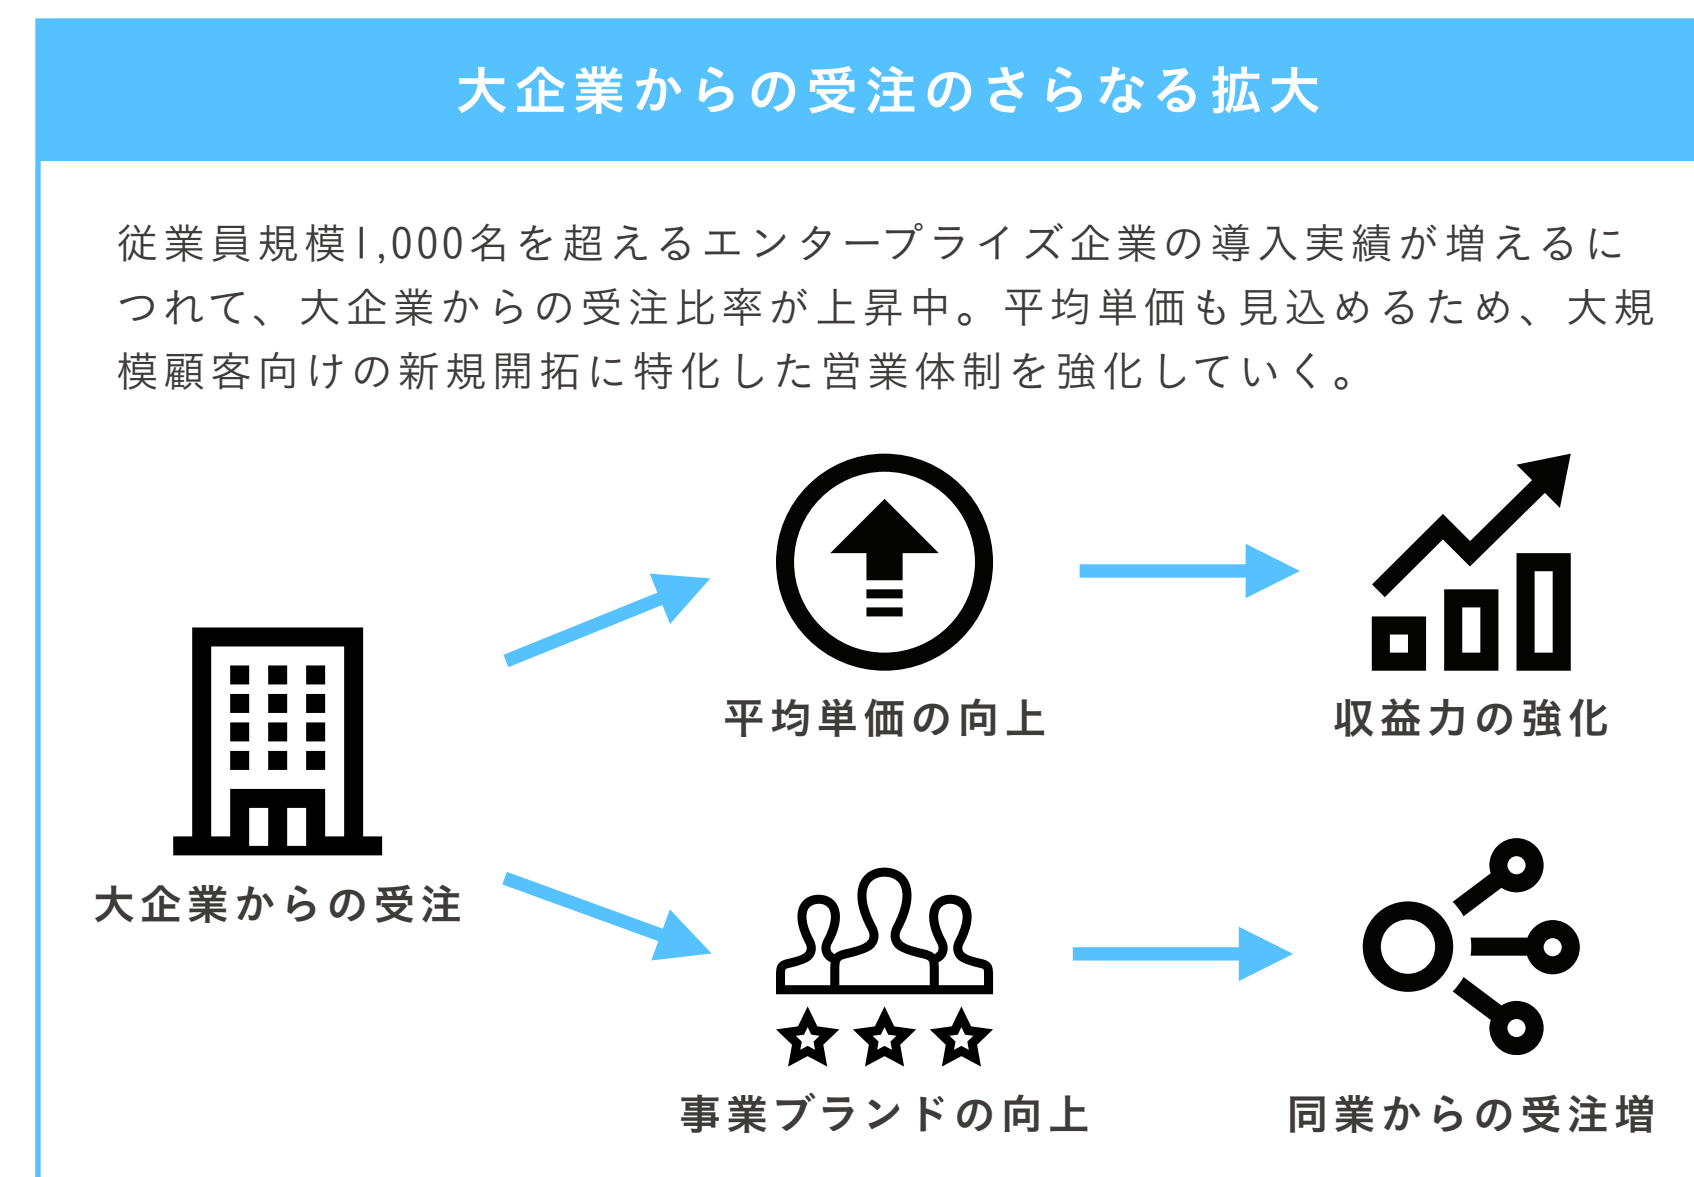 大企業からの受注のさらなる拡大
従業員規模1,000名を超えるエンタープライズ企業の導入実績が増えるに
つれて、大企業からの受注比率が上昇中。平均単価も見込めるため、大規
模顧客向けの新規開拓に特化した営業体制を強化していく。
平均単価の向上
収益力の強化
大企業からの受注
事業ブランドの向上
同業からの受注増